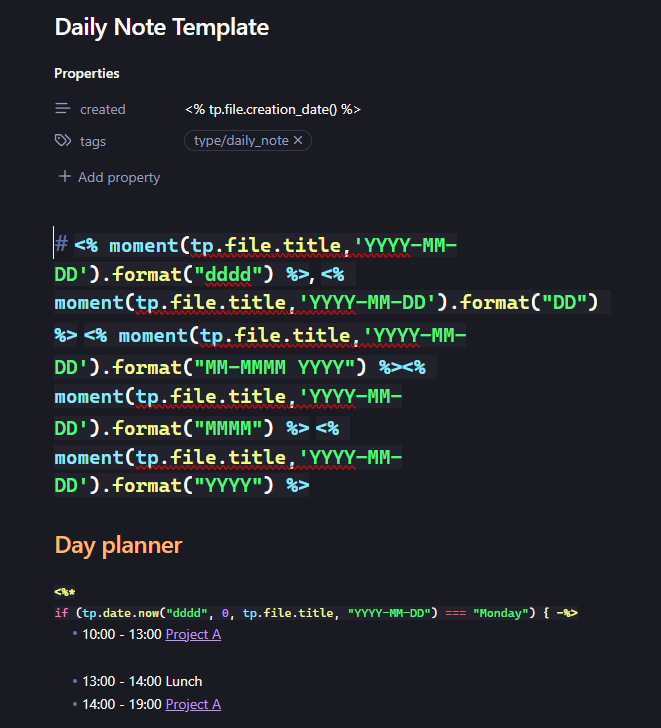 Daily Note Template
Properties
created <% tp.file.creation_date() %>
tags type/daily_note ×
+ Add property
# <% moment(tp.file.title,'YYYY-MM-
DD').format("dddd") %>, <%
moment(tp.file.title,'YYYY-MM-DD').format("DD")
%> <% moment(tp.file.title,'YYYY-MM-
DD').format("MM-MMMM YYYY") %><%
moment(tp.file.title,'YYYY-MM-
DD').format("MMMM") %> <%
moment(tp.file.title,'YYYY-MM-
DD').format("YYYY") %>
Day planner
<%*
if (tp.date.now("dddd", 0, tp.file.title, "YYYY-MM-DD") === "Monday") { -%>
• 10:00 - 13:00 Project A
• 13:00 - 14:00 Lunch
• 14:00 - 19:00 Project A